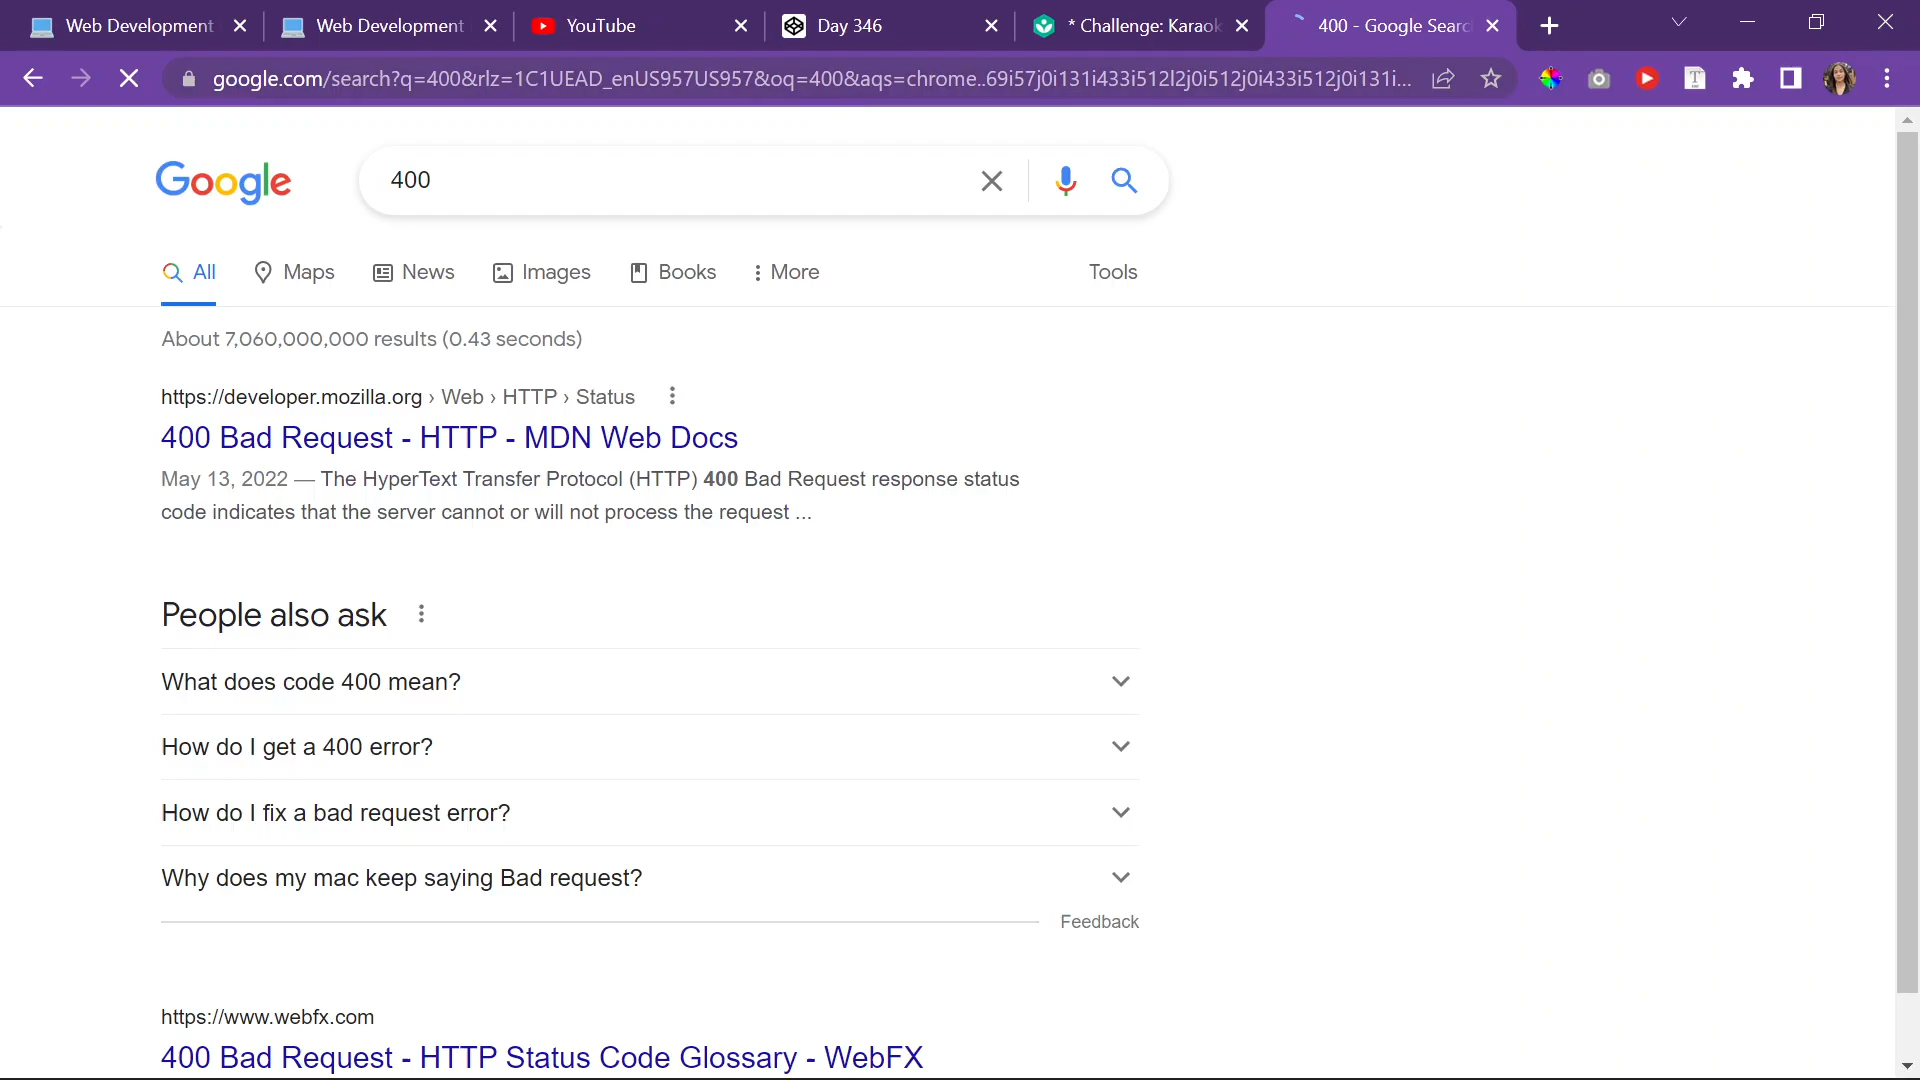 Web Development
Web Development
YouTube
Day 346
* Challenge: Karaok
400 - Google Searc
google.com/search?q=400&rlz=1C1UEAD_enUS957US957&oq=400&aqs=chrome..69i57j0i131i433i512l2j0i512j0i433i512j0i131i...
Google
400
All
Maps
News
Images
Books
More
Tools
About 7,060,000,000 results (0.43 seconds)
https://developer.mozilla.org › Web › HTTP › Status
400 Bad Request - HTTP - MDN Web Docs
May 13, 2022 — The HyperText Transfer Protocol (HTTP) 400 Bad Request response status
code indicates that the server cannot or will not process the request ...
People also ask
What does code 400 mean?
How do I get a 400 error?
How do I fix a bad request error?
Why does my mac keep saying Bad request?
Feedback
https://www.webfx.com
400 Bad Request - HTTP Status Code Glossary - WebFX